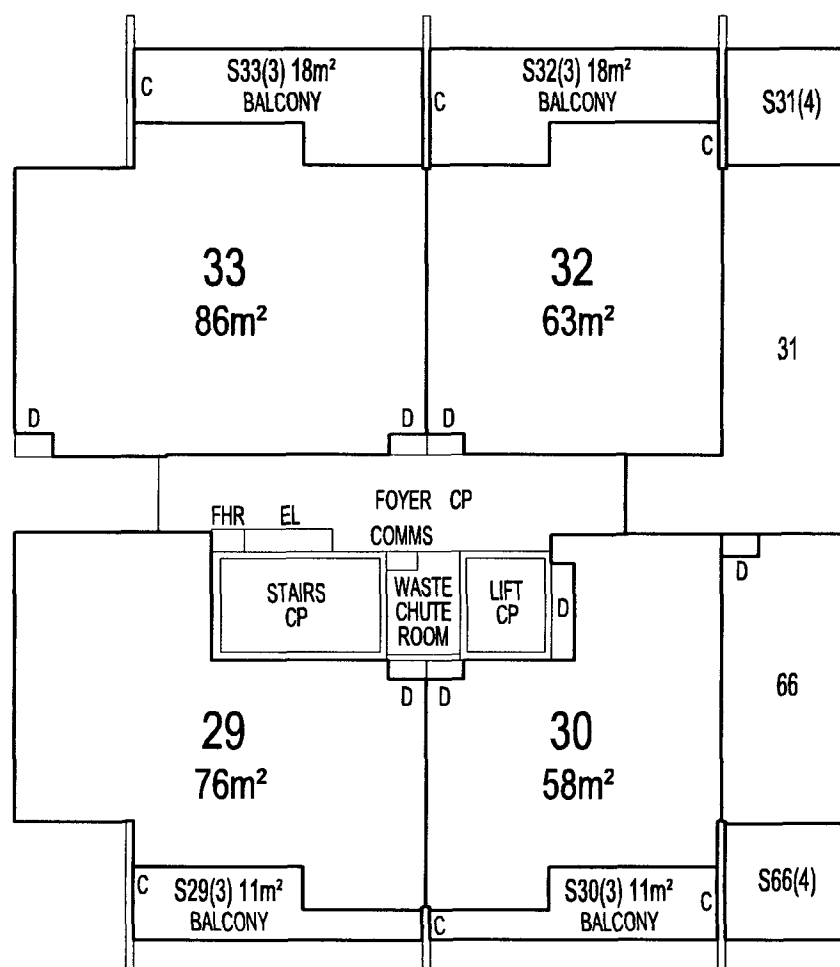 S33(3) 18m²
BALCONY
C
S32(3) 18m²
BALCONY
C
C
S31(4)
33
86m²
32
63m²
31
D
D
D
FOYER CP
FHR
EL
COMMS
STAIRS
CP
WASTE
CHUTE
ROOM
LIFT
CP
D
D
D
D
29
76m²
30
58m²
66
C
S29(3) 11m²
BALCONY
C
S30(3) 11m²
BALCONY
C
S66(4)